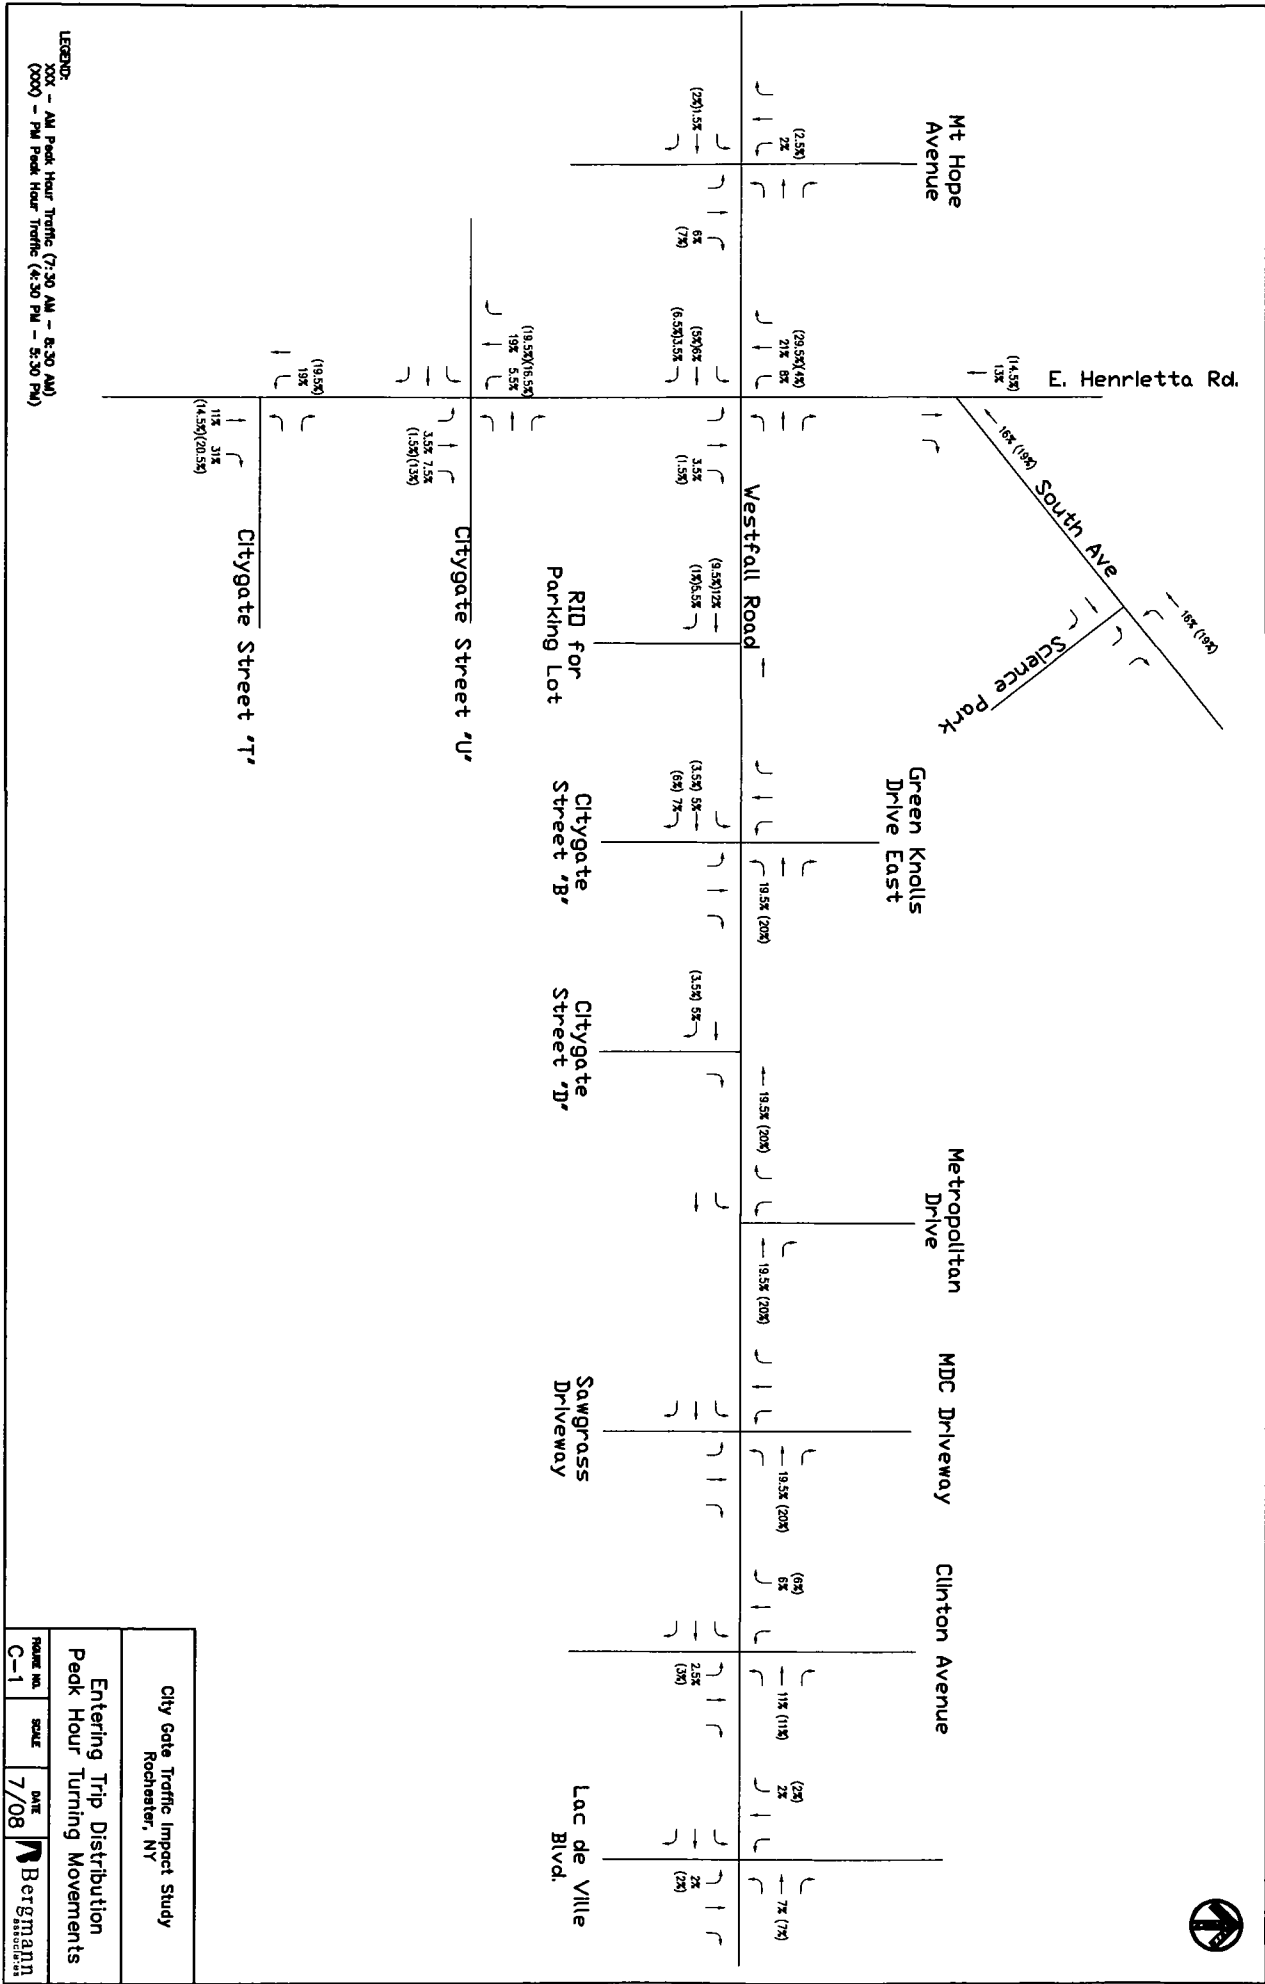 Mt Hope
Avenue
(2.5%)
2%
(2%)1.5%
6%
(7%)
E. Henrietta Rd.
(14.5%)
13%
16% (19%)
South Ave
16% (19%)
Science Park
(29.5%)(4%)
21% 8%
(5%)6%
(6.5%)3.5%
3.5%
(1.5%)
Westfall Road
(9.5%)12%
(1%)5.5%
RIO for
Parking Lot
Green Knolls
Drive East
(3.5%) 5%
(6%) 7%
19.5% (20%)
Citygate
Street "B"
(3.5%) 5%
Citygate
Street "D"
19.5% (20%)
Metropolitan
Drive
19.5% (20%)
MDC Driveway
19.5% (20%)
Sawgrass
Driveway
Clinton Avenue
(6%)
6%
11% (11%)
2.5%
(3%)
(2%)
2%
7% (7%)
2%
(2%)
Lac de Ville
Blvd.
(19.5%)(16.5%)
19% 5.5%
3.5% 7.5%
(1.5%)(13%)
Citygate Street "U"
(19.5%)
19%
11% 31%
(14.5%)(20.5%)
Citygate Street "T"
LEGEND:
XXX - AM Peak Hour Traffic (7:30 AM - 8:30 AM)
(XXX) - PM Peak Hour Traffic (4:30 PM - 5:30 PM)
City Gate Traffic Impact Study
Rochester, NY
Entering Trip Distribution
Peak Hour Turning Movements
FIGURE NO.
C-1
SCALE
DATE
7/08
Bergmann
associates